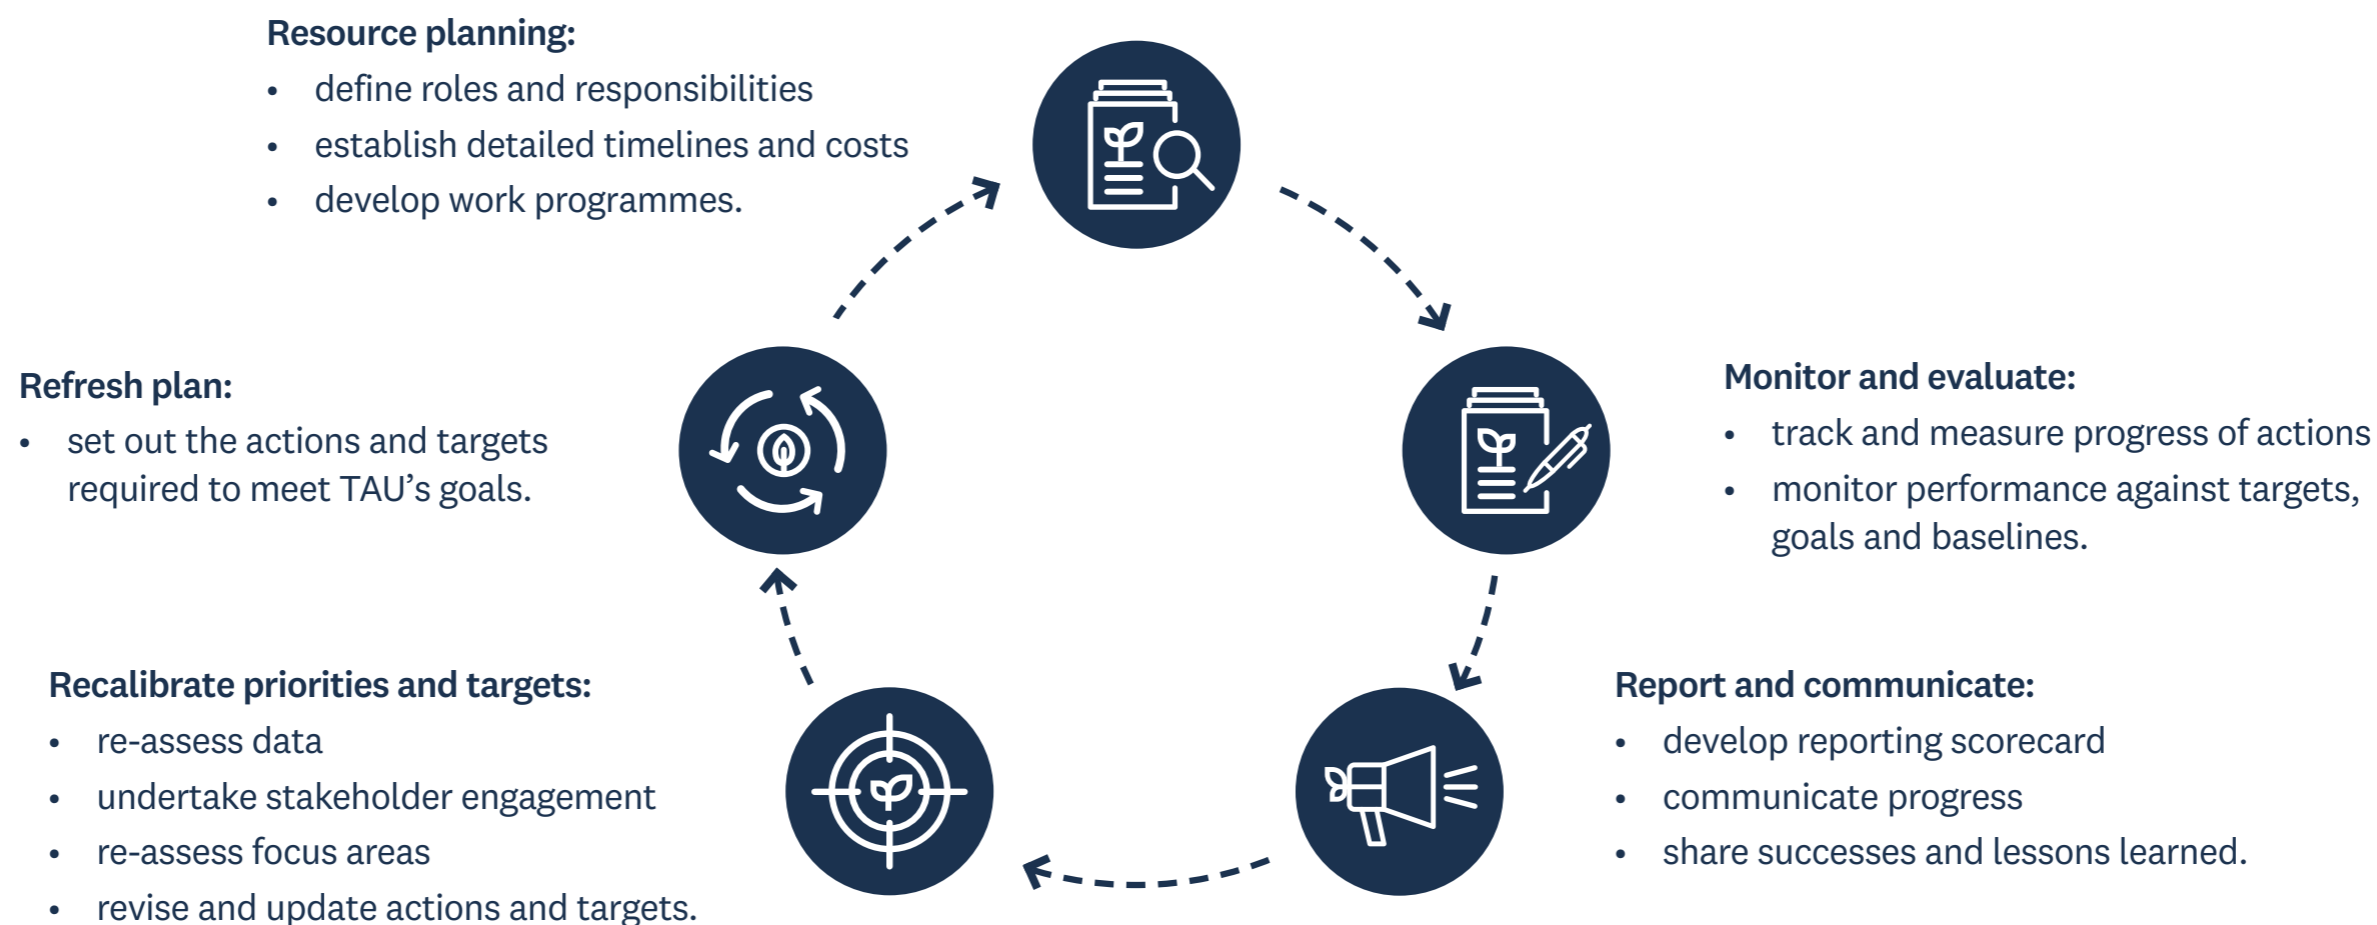 Resource planning:
• define roles and responsibilities
• establish detailed timelines and costs
• develop work programmes.
Monitor and evaluate:
• track and measure progress of actions
• monitor performance against targets,
goals and baselines.
Report and communicate:
• develop reporting scorecard
• communicate progress
• share successes and lessons learned.
Recalibrate priorities and targets:
• re-assess data
• undertake stakeholder engagement
• re-assess focus areas
• revise and update actions and targets.
Refresh plan:
• set out the actions and targets
required to meet TAU’s goals.